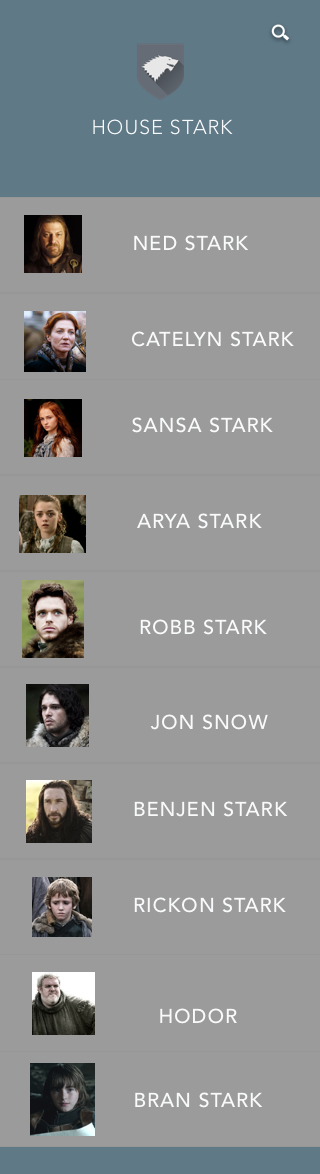 HOUSE STARK
NED STARK
CATELYN STARK
SANSA STARK
ARYA STARK
ROBB STARK
JON SNOW
BENJEN STARK
RICKON STARK
HODOR
BRAN STARK